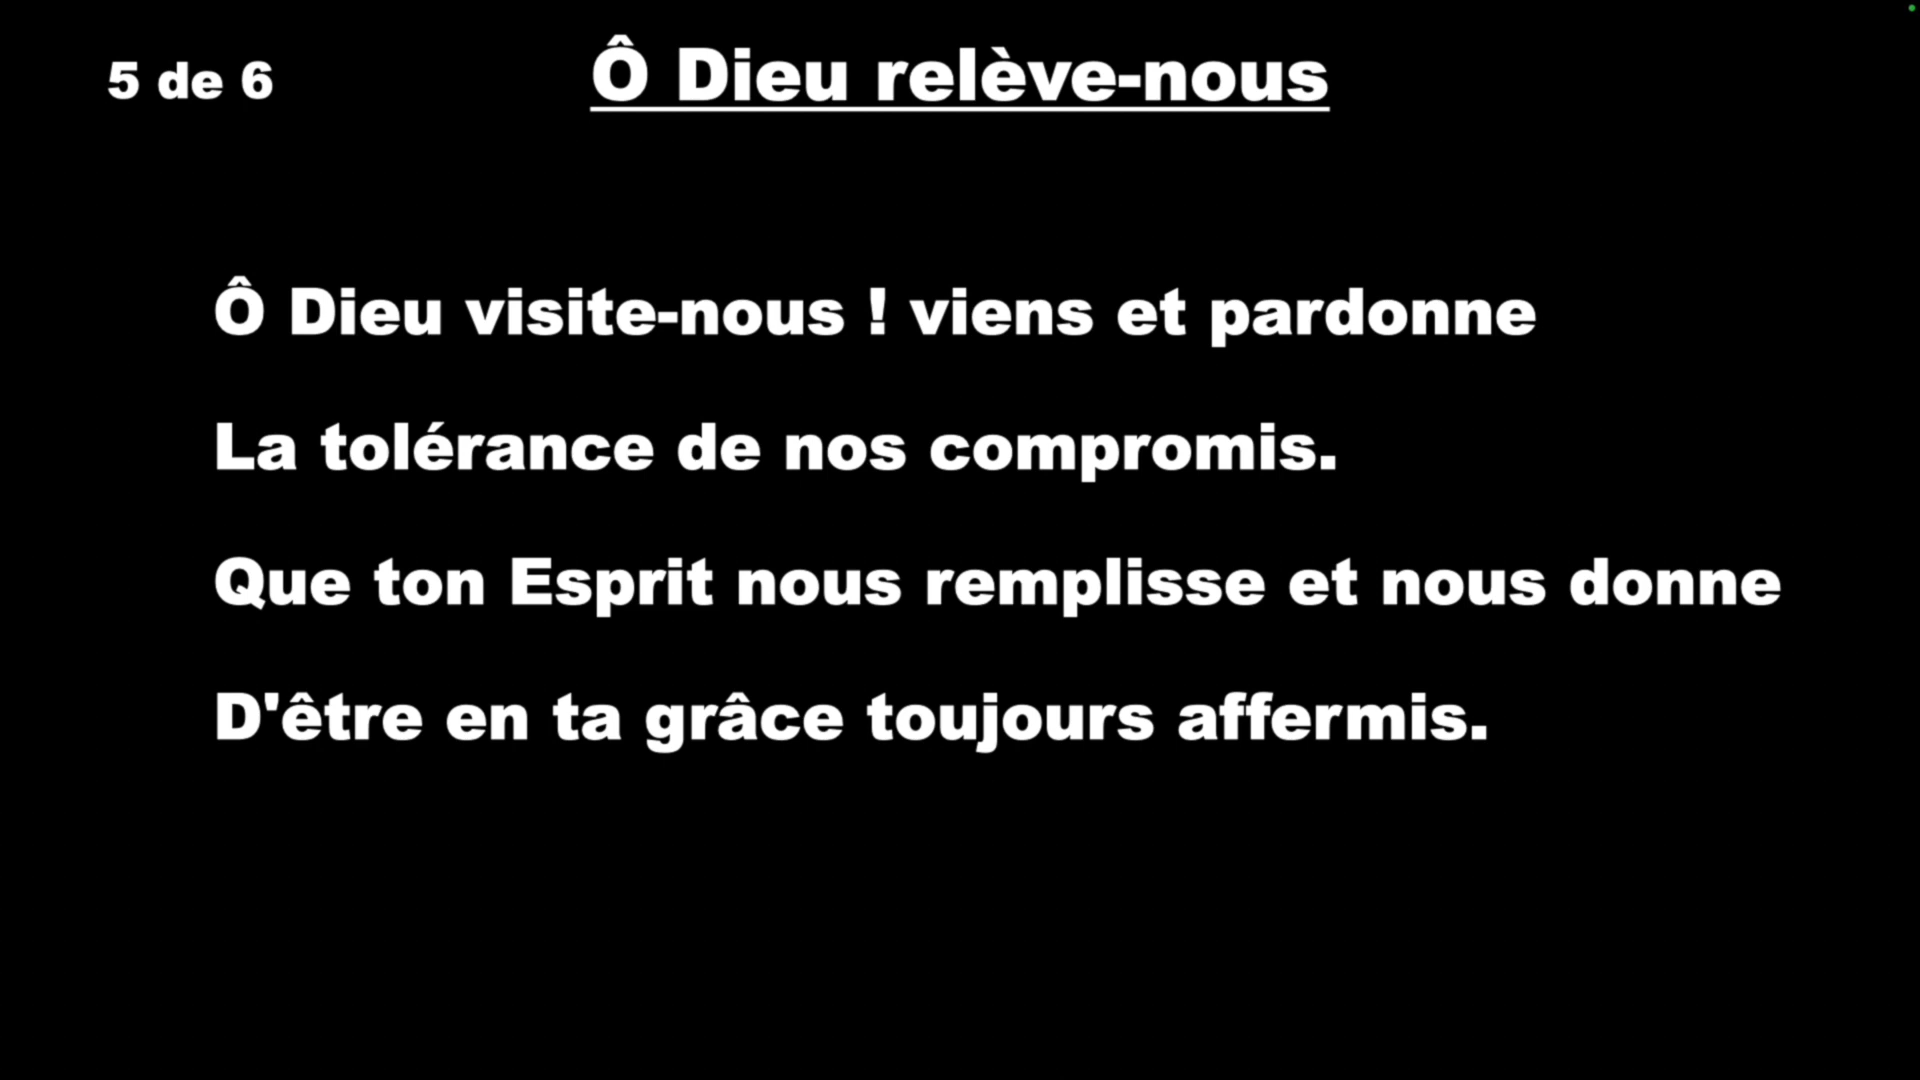 5 de 6
Ô Dieu relève-nous
Ô Dieu visite-nous ! viens et pardonne
La tolérance de nos compromis.
Que ton Esprit nous remplisse et nous donne
D'être en ta grâce toujours affermis.